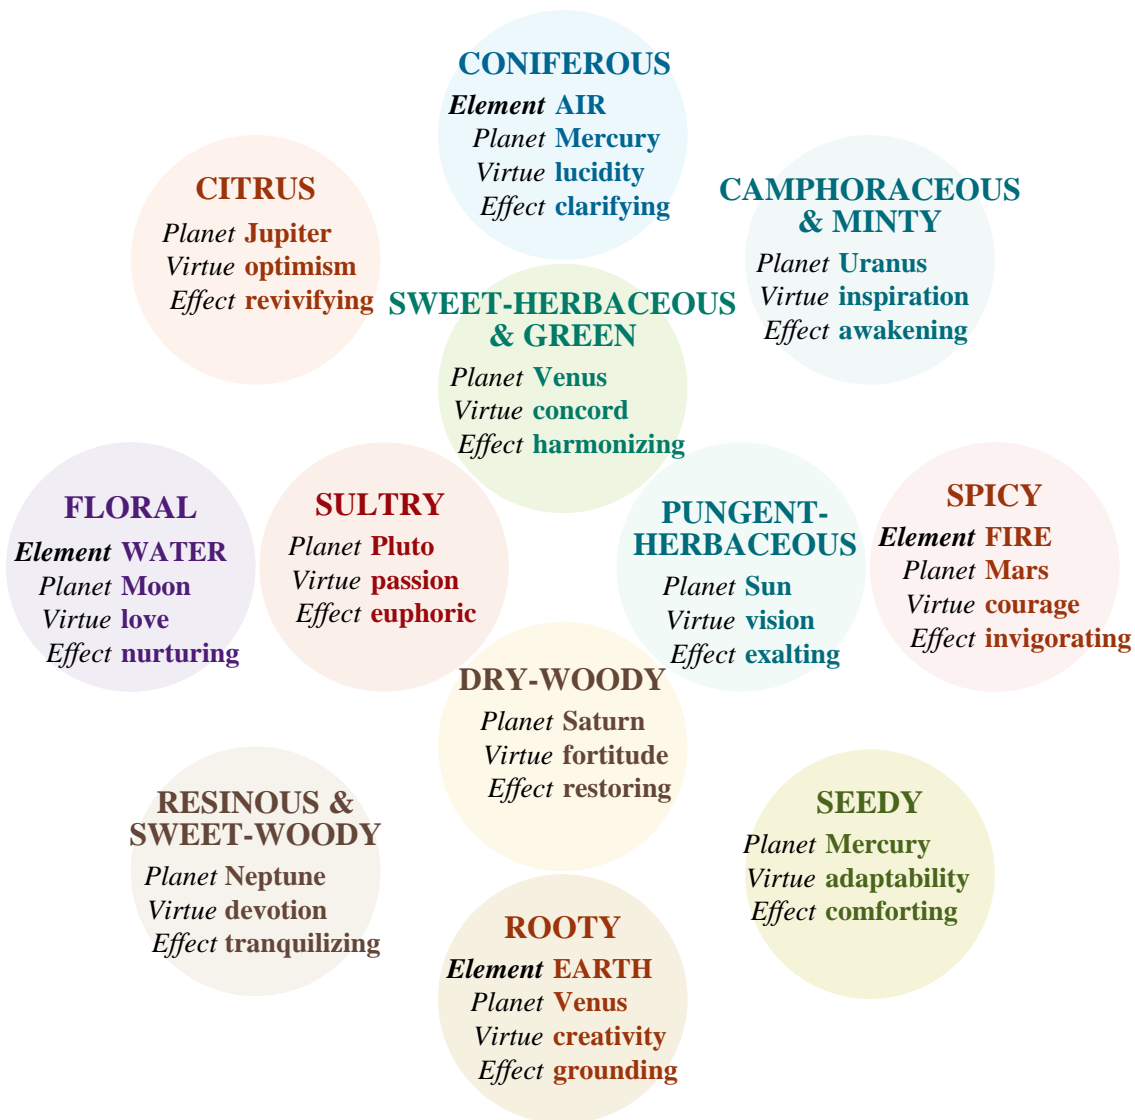 CONIFEROUS
Element AIR
Planet Mercury
Virtue lucidity
Effect clarifying
CITRUS
Planet Jupiter
Virtue optimism
Effect revivifying
CAMPHORACEOUS
& MINTY
Planet Uranus
Virtue inspiration
Effect awakening
SWEET-HERBACEOUS
& GREEN
Planet Venus
Virtue concord
Effect harmonizing
FLORAL
Element WATER
Planet Moon
Virtue love
Effect nurturing
SULTRY
Planet Pluto
Virtue passion
Effect euphoric
PUNGENT-
HERBACEOUS
Planet Sun
Virtue vision
Effect exalting
SPICY
Element FIRE
Planet Mars
Virtue courage
Effect invigorating
DRY-WOODY
Planet Saturn
Virtue fortitude
Effect restoring
RESINOUS &
SWEET-WOODY
Planet Neptune
Virtue devotion
Effect tranquilizing
SEEDY
Planet Mercury
Virtue adaptability
Effect comforting
ROOTY
Element EARTH
Planet Venus
Virtue creativity
Effect grounding